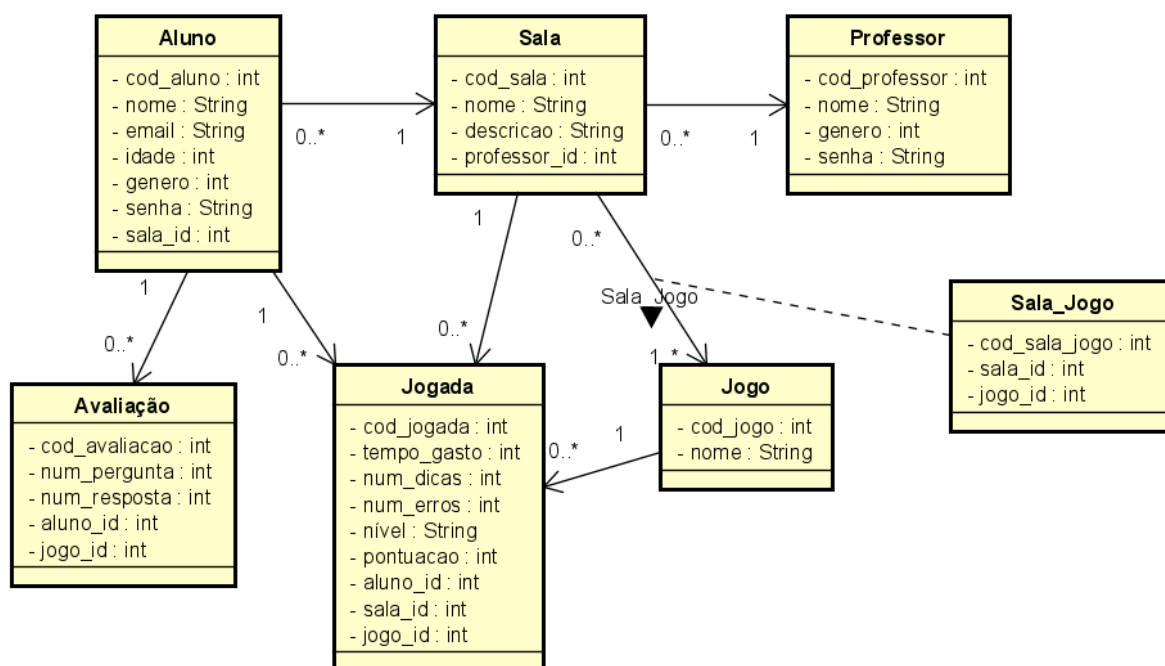 Aluno
- cod_aluno : int
- nome : String
- email : String
- idade : int
- genero : int
- senha : String
- sala_id : int
Sala
- cod_sala : int
- nome : String
- descricao : String
- professor_id : int
Professor
- cod_professor : int
- nome : String
- genero : int
- senha : String
0..*
1
0..*
1
1
0..*
1
0..*
1
0..*
0..*
Sala_Jogo
1..*
Sala_Jogo
- cod_sala_jogo : int
- sala_id : int
- jogo_id : int
Avaliação
- cod_avaliacao : int
- num_pergunta : int
- num_resposta : int
- aluno_id : int
- jogo_id : int
Jogada
- cod_jogada : int
- tempo_gasto : int
- num_dicas : int
- num_erros : int
- nível : String
- pontuacao : int
- aluno_id : int
- sala_id : int
- jogo_id : int
0..*
1
Jogo
- cod_jogo : int
- nome : String